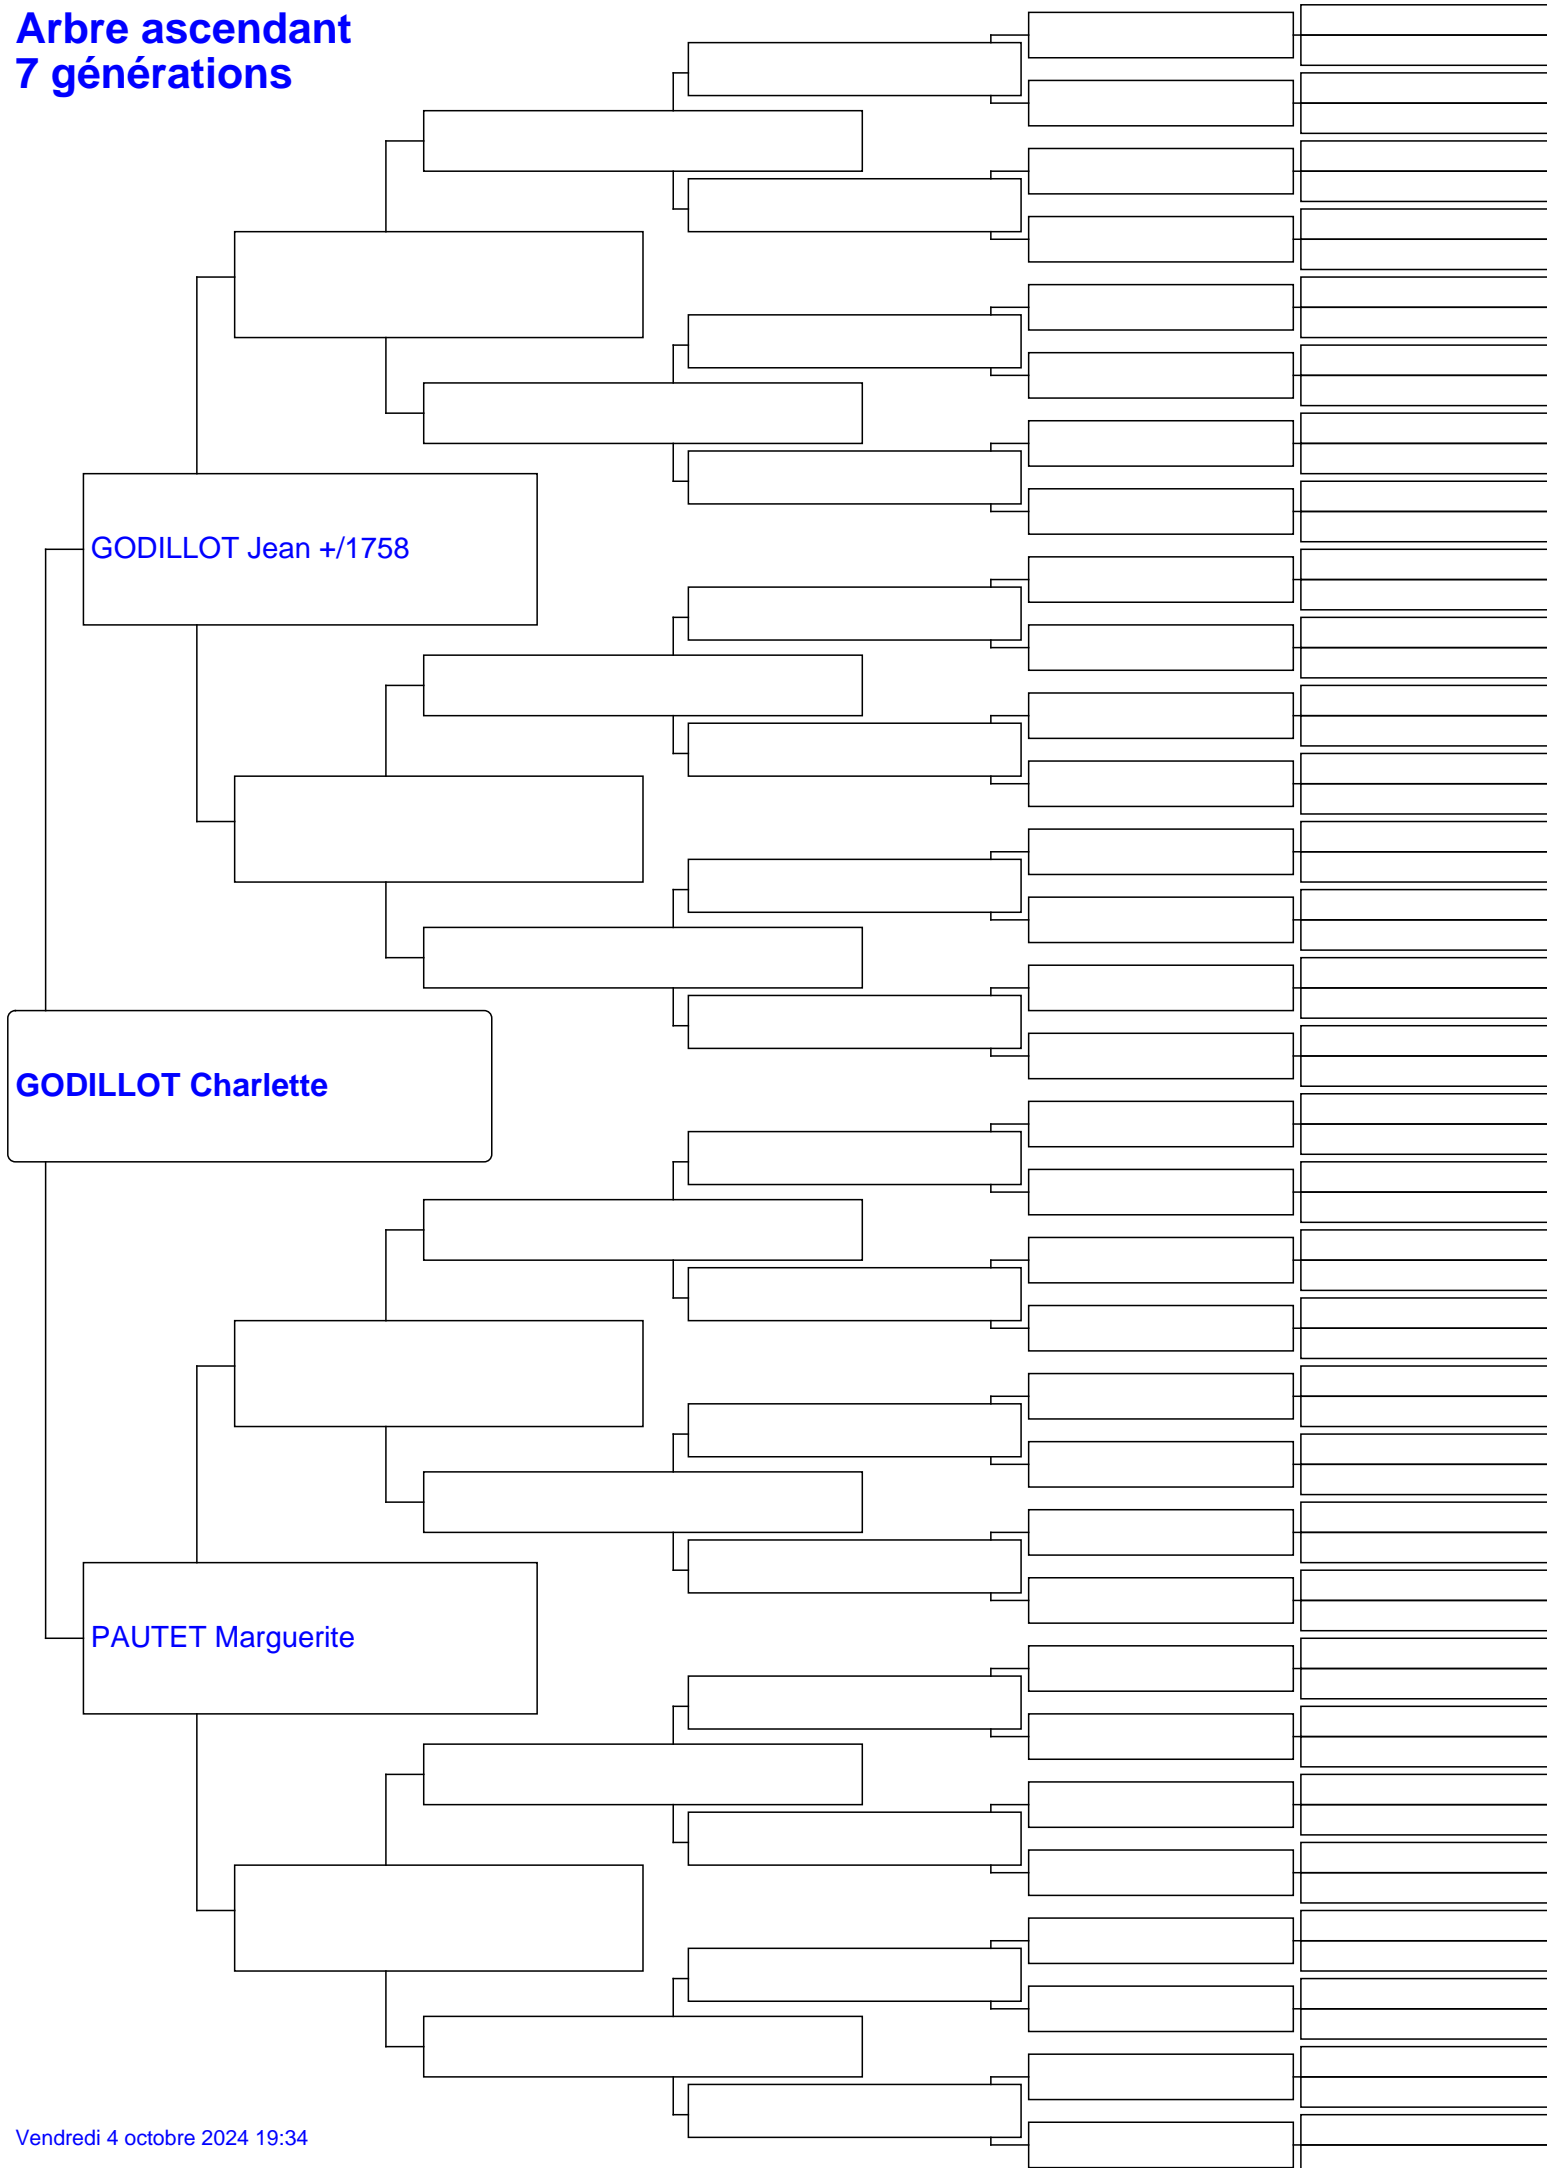 Arbre ascendant
7 générations
GODILLOT Jean +/1758
GODILLOT Charlette
PAUTET Marguerite
Vendredi 4 octobre 2024 19:34